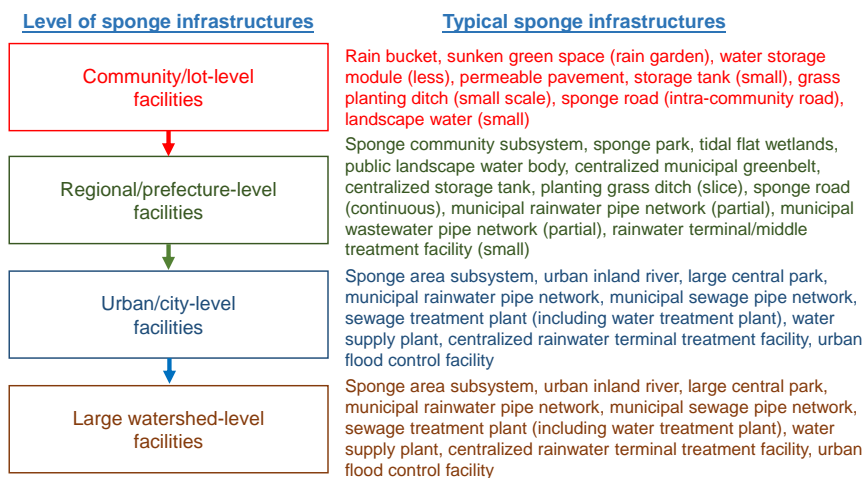 Level of sponge infrastructures
Typical sponge infrastructures
Community/lot-level
facilities
Rain bucket, sunken green space (rain garden), water storage
module (less), permeable pavement, storage tank (small), grass
planting ditch (small scale), sponge road (intra-community road),
landscape water (small)
Regional/prefecture-level
facilities
Sponge community subsystem, sponge park, tidal flat wetlands,
public landscape water body, centralized municipal greenbelt,
centralized storage tank, planting grass ditch (slice), sponge road
(continuous), municipal rainwater pipe network (partial), municipal
wastewater pipe network (partial), rainwater terminal/middle
treatment facility (small)
Urban/city-level
facilities
Sponge area subsystem, urban inland river, large central park,
municipal rainwater pipe network, municipal sewage pipe network,
sewage treatment plant (including water treatment plant), water
supply plant, centralized rainwater terminal treatment facility, urban
flood control facility
Large watershed-level
facilities
Sponge area subsystem, urban inland river, large central park,
municipal rainwater pipe network, municipal sewage pipe network,
sewage treatment plant (including water treatment plant), water
supply plant, centralized rainwater terminal treatment facility, urban
flood control facility